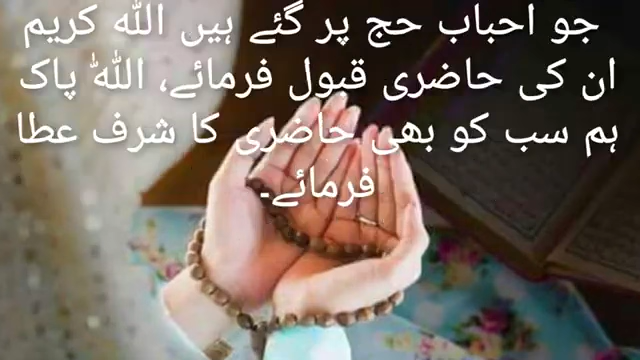 جو احباب حج پر گئے ہیں اللہ کریم
ان کی حاضری قبول فرمائے، اللہ پاک
ہم سب کو بھی حاضری کا شرف عطا
فرمائے۔